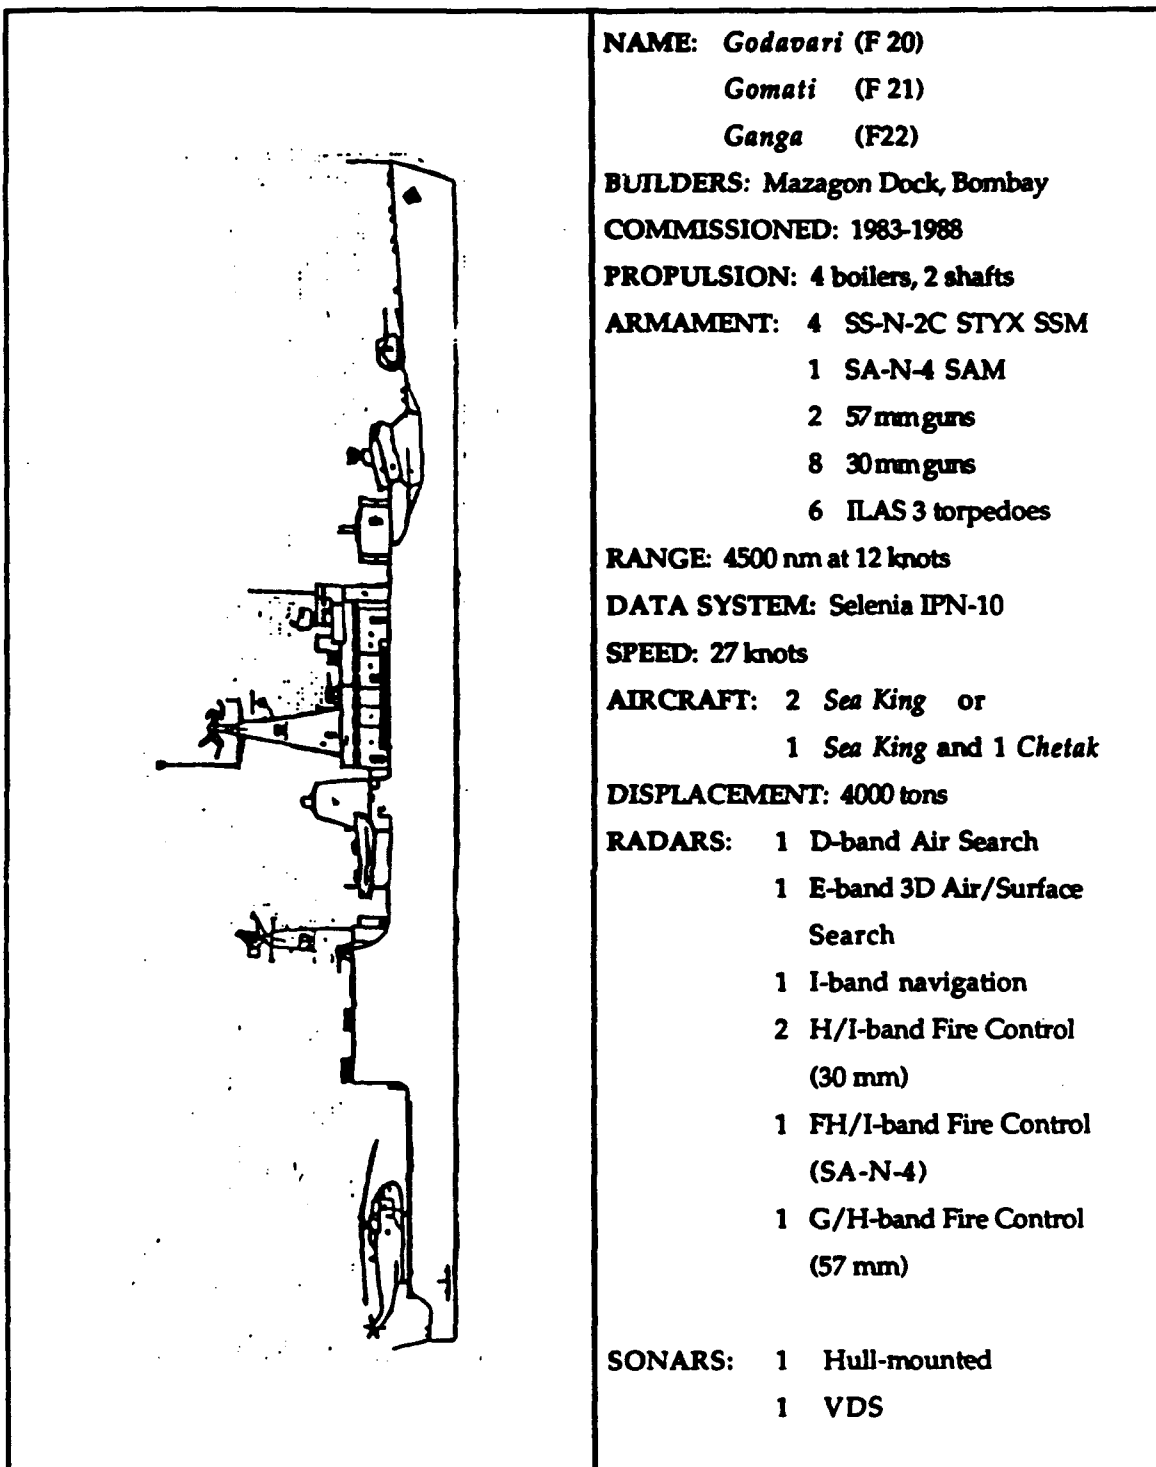 NAME: Godavari (F 20)
Gomati (F 21)
Ganga (F22)
BUILDERS: Mazagon Dock, Bombay
COMMISSIONED: 1983-1988
PROPULSION: 4 boilers, 2 shafts
ARMAMENT: 4 SS-N-2C STYX SSM
1 SA-N-4 SAM
2 57 mm guns
8 30 mm guns
6 ILAS 3 torpedoes
RANGE: 4500 nm at 12 knots
DATA SYSTEM: Selenia IPN-10
SPEED: 27 knots
AIRCRAFT: 2 Sea King or
1 Sea King and 1 Chetak
DISPLACEMENT: 4000 tons
RADARS: 1 D-band Air Search
1 E-band 3D Air/Surface
Search
1 I-band navigation
2 H/I-band Fire Control
(30 mm)
1 FH/I-band Fire Control
(SA-N-4)
1 G/H-band Fire Control
(57 mm)
SONARS: 1 Hull-mounted
1 VDS